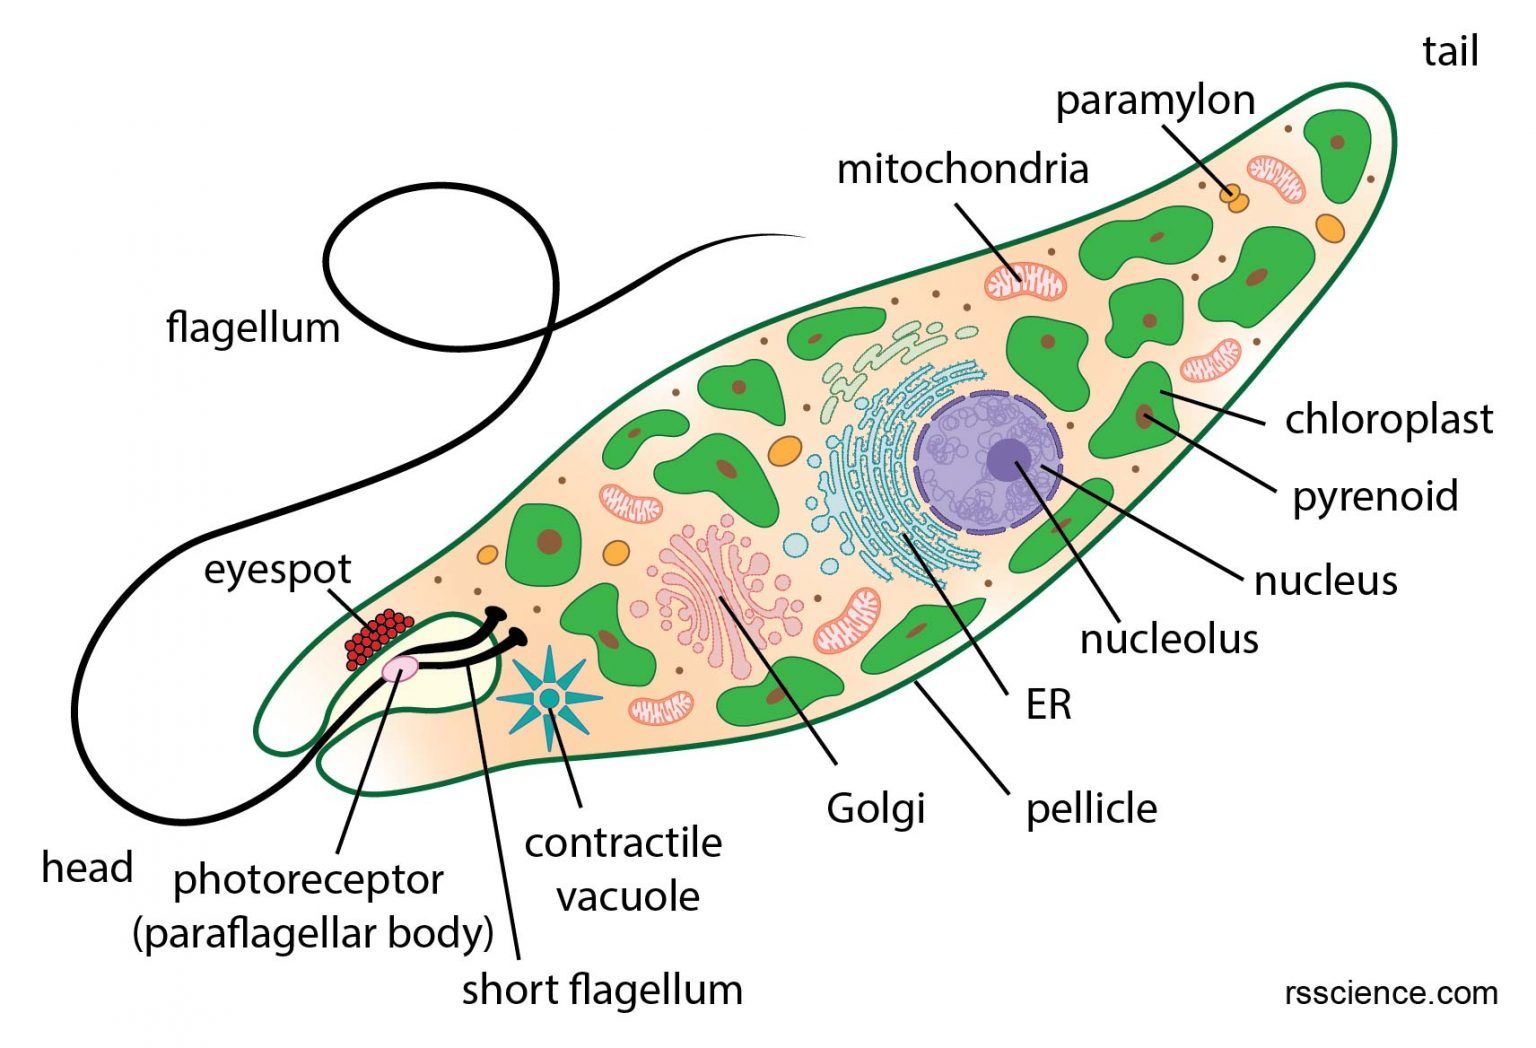 tail
paramylon
mitochondria
flagellum
chloroplast
pyrenoid
eyespot
nucleus
nucleolus
ER
Golgi
pellicle
contractile
vacuole
head
photoreceptor
(paraflagellar body)
short flagellum
rsscience.com